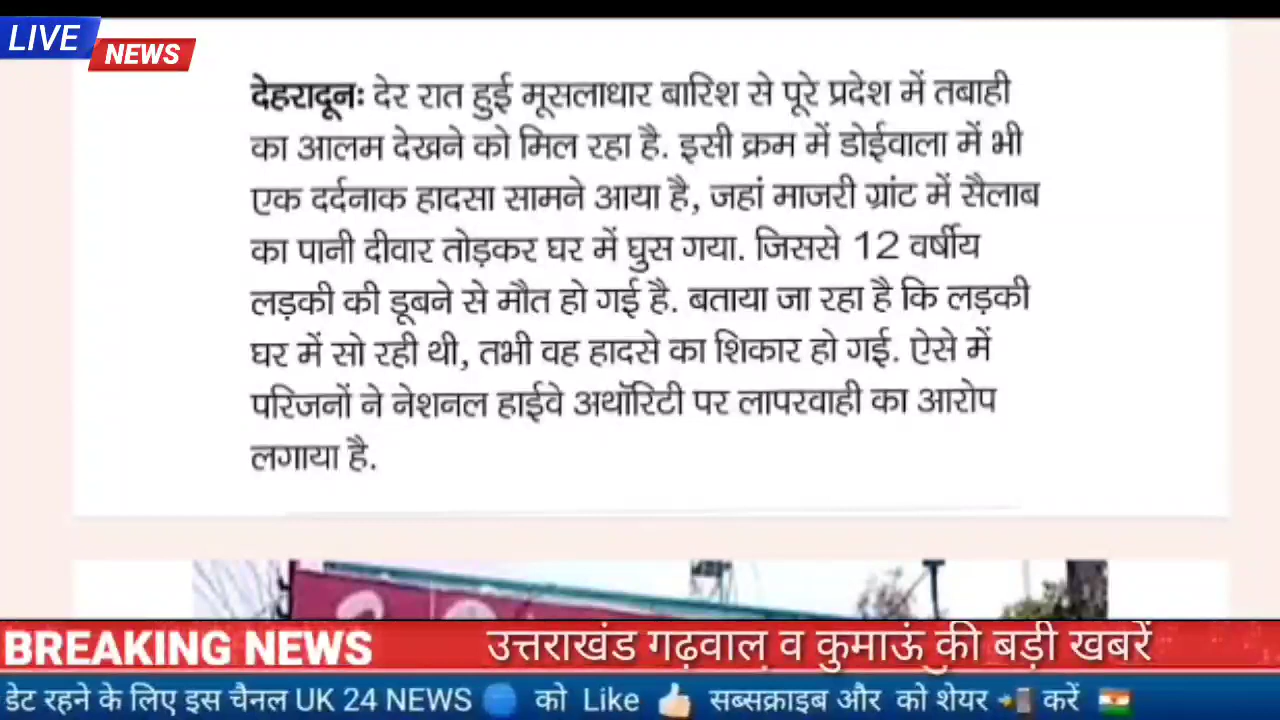 LIVE
NEWS
देहरादूनः देर रात हुई मूसलाधार बारिश से पूरे प्रदेश में तबाही
का आलम देखने को मिल रहा है. इसी क्रम में डोईवाला में भी
एक दर्दनाक हादसा सामने आया है, जहां माजरी ग्रांट में सैलाब
का पानी दीवार तोड़कर घर में घुस गया. जिससे 12 वर्षीय
लड़की की डूबने से मौत हो गई है. बताया जा रहा है कि लड़की
घर में सो रही थी, तभी वह हादसे का शिकार हो गई. ऐसे में
परिजनों ने नेशनल हाईवे अथॉरिटी पर लापरवाही का आरोप
लगाया है.
BREAKING NEWS उत्तराखंड गढ़वाल व कुमाऊं की बड़ी खबरें
डेट रहने के लिए इस चैनल UK 24 NEWS 🔵 को Like 👍🏼 सब्सक्राइब और को शेयर 📲 करें 🇮🇳